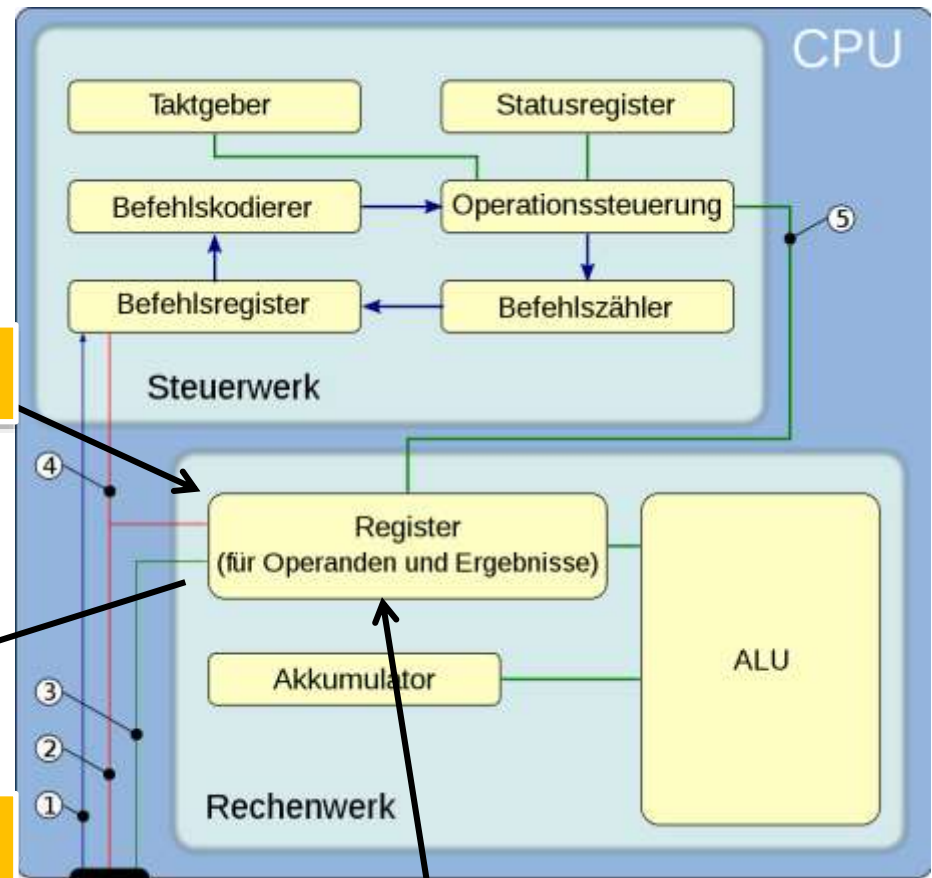 CPU
Taktgeber
Statusregister
Befehlskodierer
Operationssteuerung
⑤
Befehlsregister
Befehlszähler
Steuerwerk
④
Register
(für Operanden und Ergebnisse)
ALU
Akkumulator
③
②
①
Rechenwerk